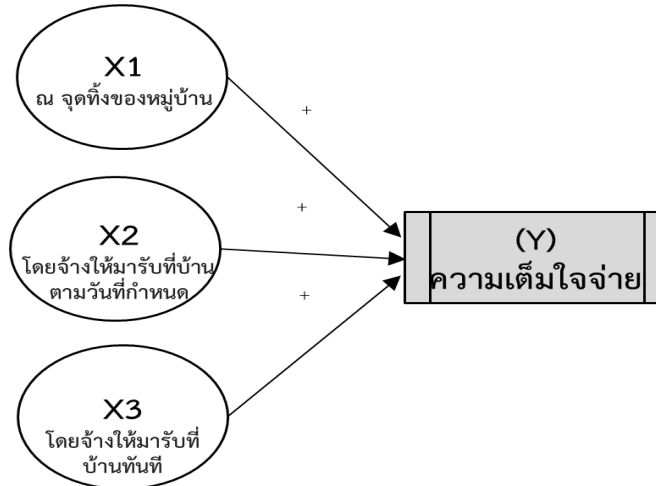 X1
ณ จุดทิ้งของหมู่บ้าน
+
X2
โดยจ้างให้มารับที่บ้าน
ตามวันที่กำหนด
+
(Y)
ความเต็มใจจ่าย
+
X3
โดยจ้างให้มารับที่
บ้านทันที